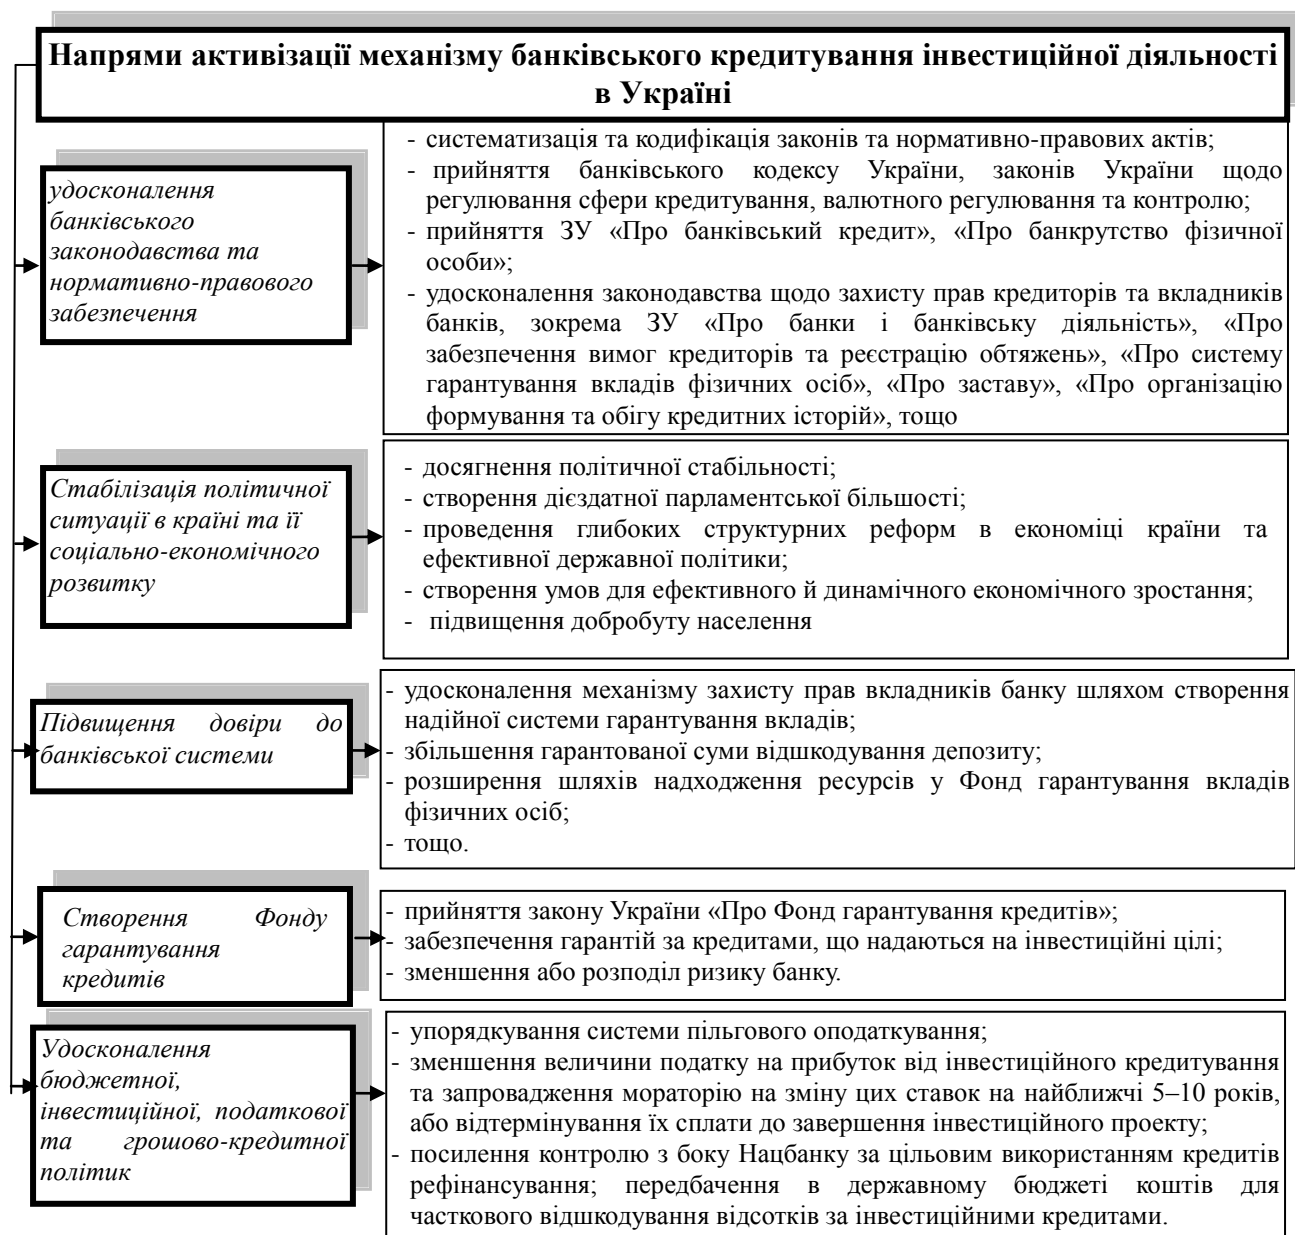 Напрями активізації механізму банківського кредитування інвестиційної діяльності
в Україні
удосконалення
банківського
законодавства та
нормативно-правового
забезпечення
- систематизація та кодифікація законів та нормативно-правових актів;
- прийняття банківського кодексу України, законів України щодо
регулювання сфери кредитування, валютного регулювання та контролю;
- прийняття ЗУ «Про банківський кредит», «Про банкрутство фізичної
особи»;
- удосконалення законодавства щодо захисту прав кредиторів та вкладників
банків, зокрема ЗУ «Про банки і банківську діяльність», «Про
забезпечення вимог кредиторів та реєстрацію обтяжень», «Про систему
гарантування вкладів фізичних осіб», «Про заставу», «Про організацію
формування та обігу кредитних історій», тощо
Стабілізація політичної
ситуації в країні та її
соціально-економічного
розвитку
- досягнення політичної стабільності;
- створення дієздатної парламентської більшості;
- проведення глибоких структурних реформ в економіці країни та
ефективної державної політики;
- створення умов для ефективного й динамічного економічного зростання;
- підвищення добробуту населення
Підвищення довіри до
банківської системи
- удосконалення механізму захисту прав вкладників банку шляхом створення
надійної системи гарантування вкладів;
- збільшення гарантованої суми відшкодування депозиту;
- розширення шляхів надходження ресурсів у Фонд гарантування вкладів
фізичних осіб;
- тощо.
Створення Фонду
гарантування
кредитів
- прийняття закону України «Про Фонд гарантування кредитів»;
- забезпечення гарантій за кредитами, що надаються на інвестиційні цілі;
- зменшення або розподіл ризику банку.
Удосконалення
бюджетної,
інвестиційної, податкової
та грошово-кредитної
політик
- упорядкування системи пільгового оподаткування;
- зменшення величини податку на прибуток від інвестиційного кредитування
та запровадження мораторію на зміну цих ставок на найближчі 5–10 років,
або відтермінування їх сплати до завершення інвестиційного проекту;
- посилення контролю з боку Нацбанку за цільовим використанням кредитів
рефінансування; передбачення в державному бюджеті коштів для
часткового відшкодування відсотків за інвестиційними кредитами.